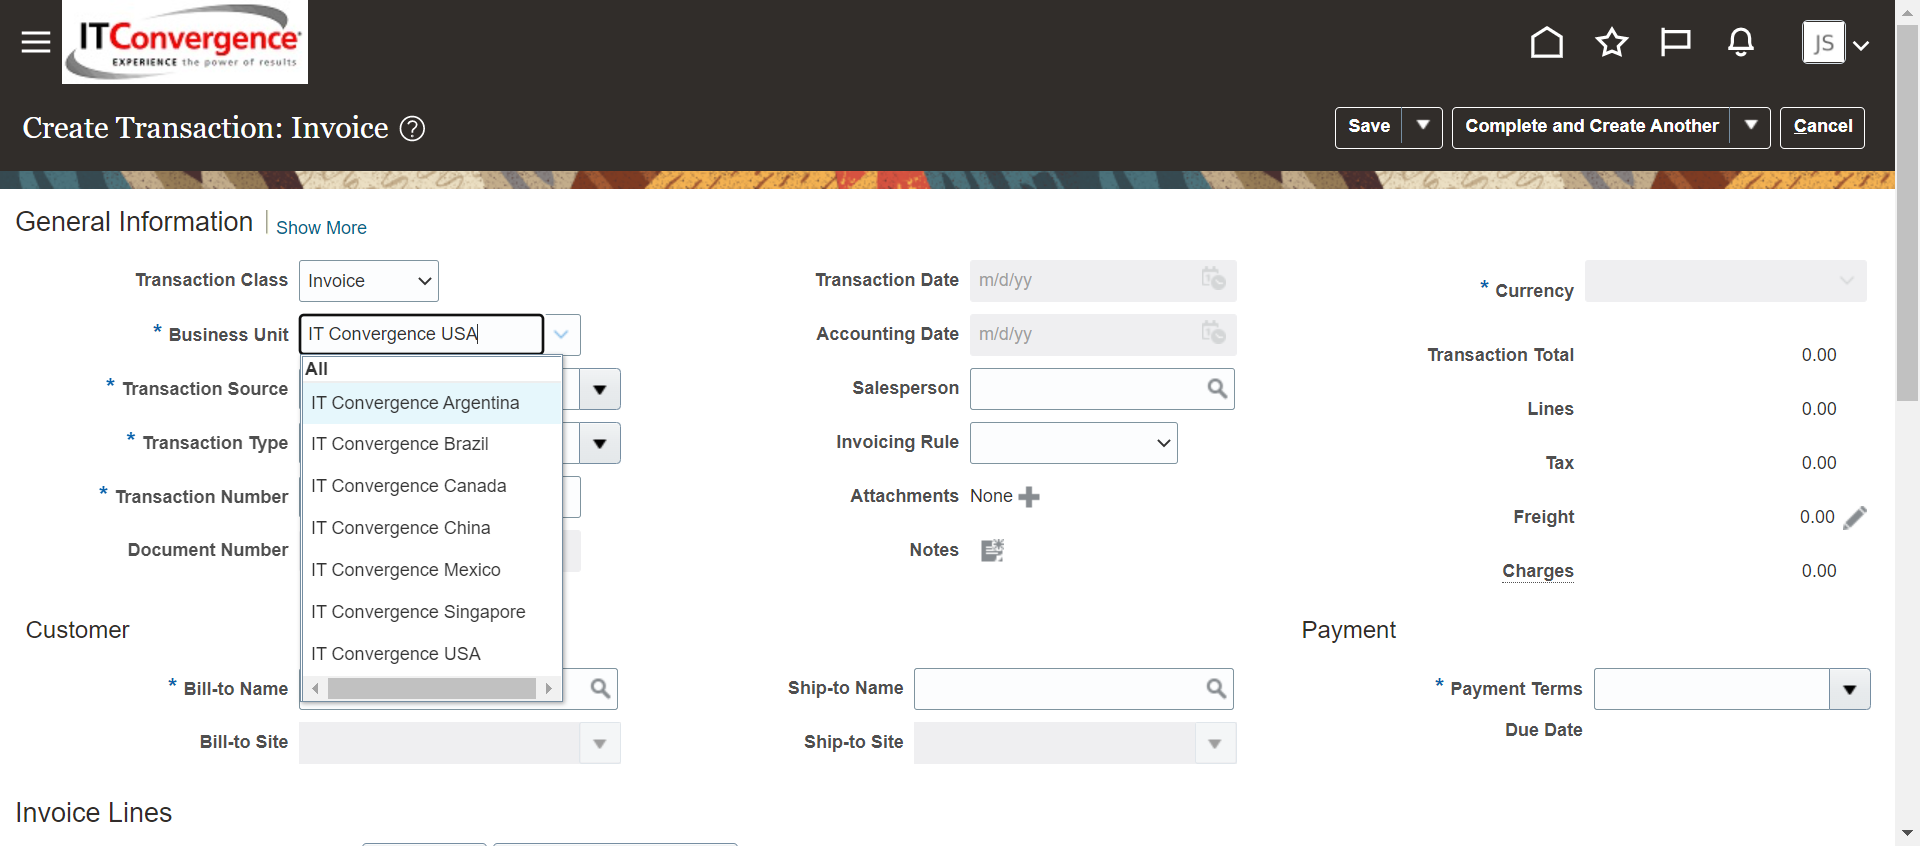 ITConvergence
EXPERIENCE the power of results
JS
Create Transaction: Invoice ?
Save
Complete and Create Another
Cancel
General Information
Show More
Transaction Class
Invoice
* Business Unit
IT Convergence USA
All
IT Convergence Argentina
IT Convergence Brazil
IT Convergence Canada
IT Convergence China
IT Convergence Mexico
IT Convergence Singapore
IT Convergence USA
* Transaction Source
* Transaction Type
* Transaction Number
Document Number
Transaction Date
m/d/yy
Accounting Date
m/d/yy
Salesperson
Invoicing Rule
Attachments None
Notes
* Currency
Transaction Total 0.00
Lines 0.00
Tax 0.00
Freight 0.00
Charges 0.00
Customer
* Bill-to Name
Bill-to Site
Ship-to Name
Ship-to Site
Payment
* Payment Terms
Due Date
Invoice Lines